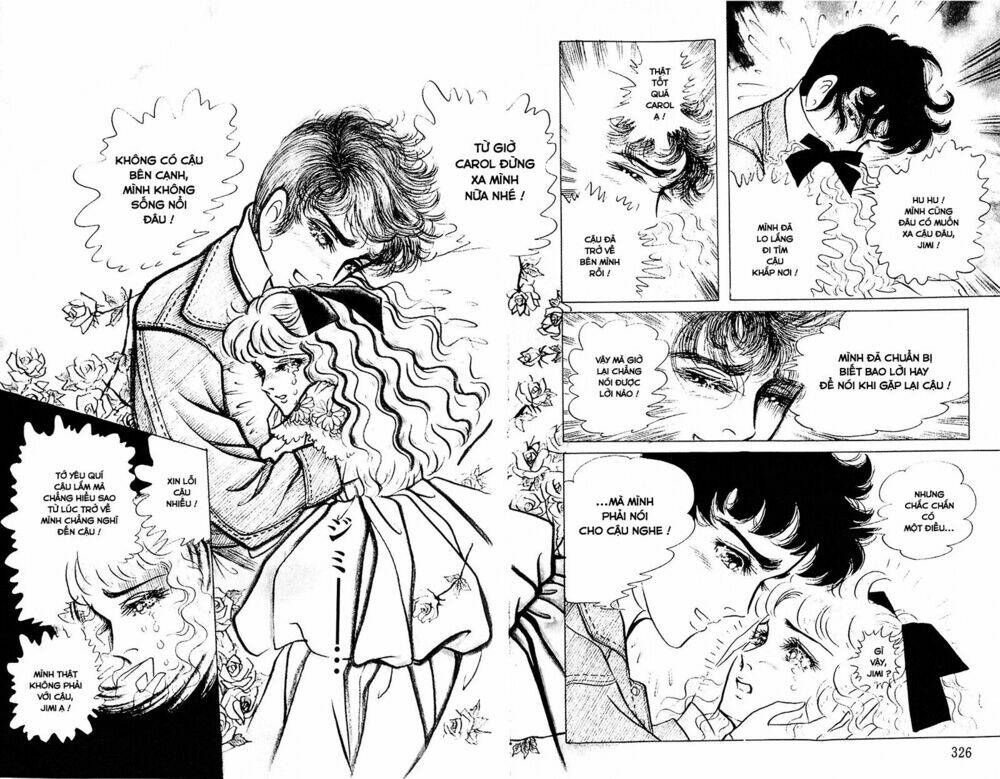 HU HU !
MÌNH CŨNG
ĐÂU CÓ MUỐN
XA CẬU ĐÂU,
JIMI !
MÌNH ĐÃ
LO LẮNG
ĐI TÌM
CẬU
KHẮP NƠI !
THẬT
TỐT
QUÁ
CAROL
Ạ !
CẬU ĐÃ
TRỞ VỀ
BÊN MÌNH
RỒI !
MÌNH ĐÃ CHUẨN BỊ
BIẾT BAO LỜI HAY
ĐỂ NÓI KHI GẶP LẠI CẬU !
VẬY MÀ GIỜ
LẠI CHẲNG
NÓI ĐƯỢC
LỜI NÀO !
NHƯNG
CHẮC CHẮN
CÓ
MỘT ĐIỀU...
...MÀ MÌNH
PHẢI NÓI
CHO CẬU NGHE !
GÌ
VẬY,
JIMI ?
326
TỪ GIỜ
CAROL ĐỪNG
XA MÌNH
NỮA NHÉ !
KHÔNG CÓ CẬU
BÊN CẠNH,
MÌNH KHÔNG
SỐNG NỔI
ĐÂU !
ジミー……
XIN LỖI
CẬU
NHIỀU !
TỚ YÊU QUÍ
CẬU LẮM MÀ
CHẲNG HIỂU SAO
TỪ LÚC TRỞ VỀ
MÌNH CHẲNG NGHĨ
ĐẾN CẬU !
MÌNH THẬT
KHÔNG PHẢI
VỚI CẬU,
JIMI Ạ !